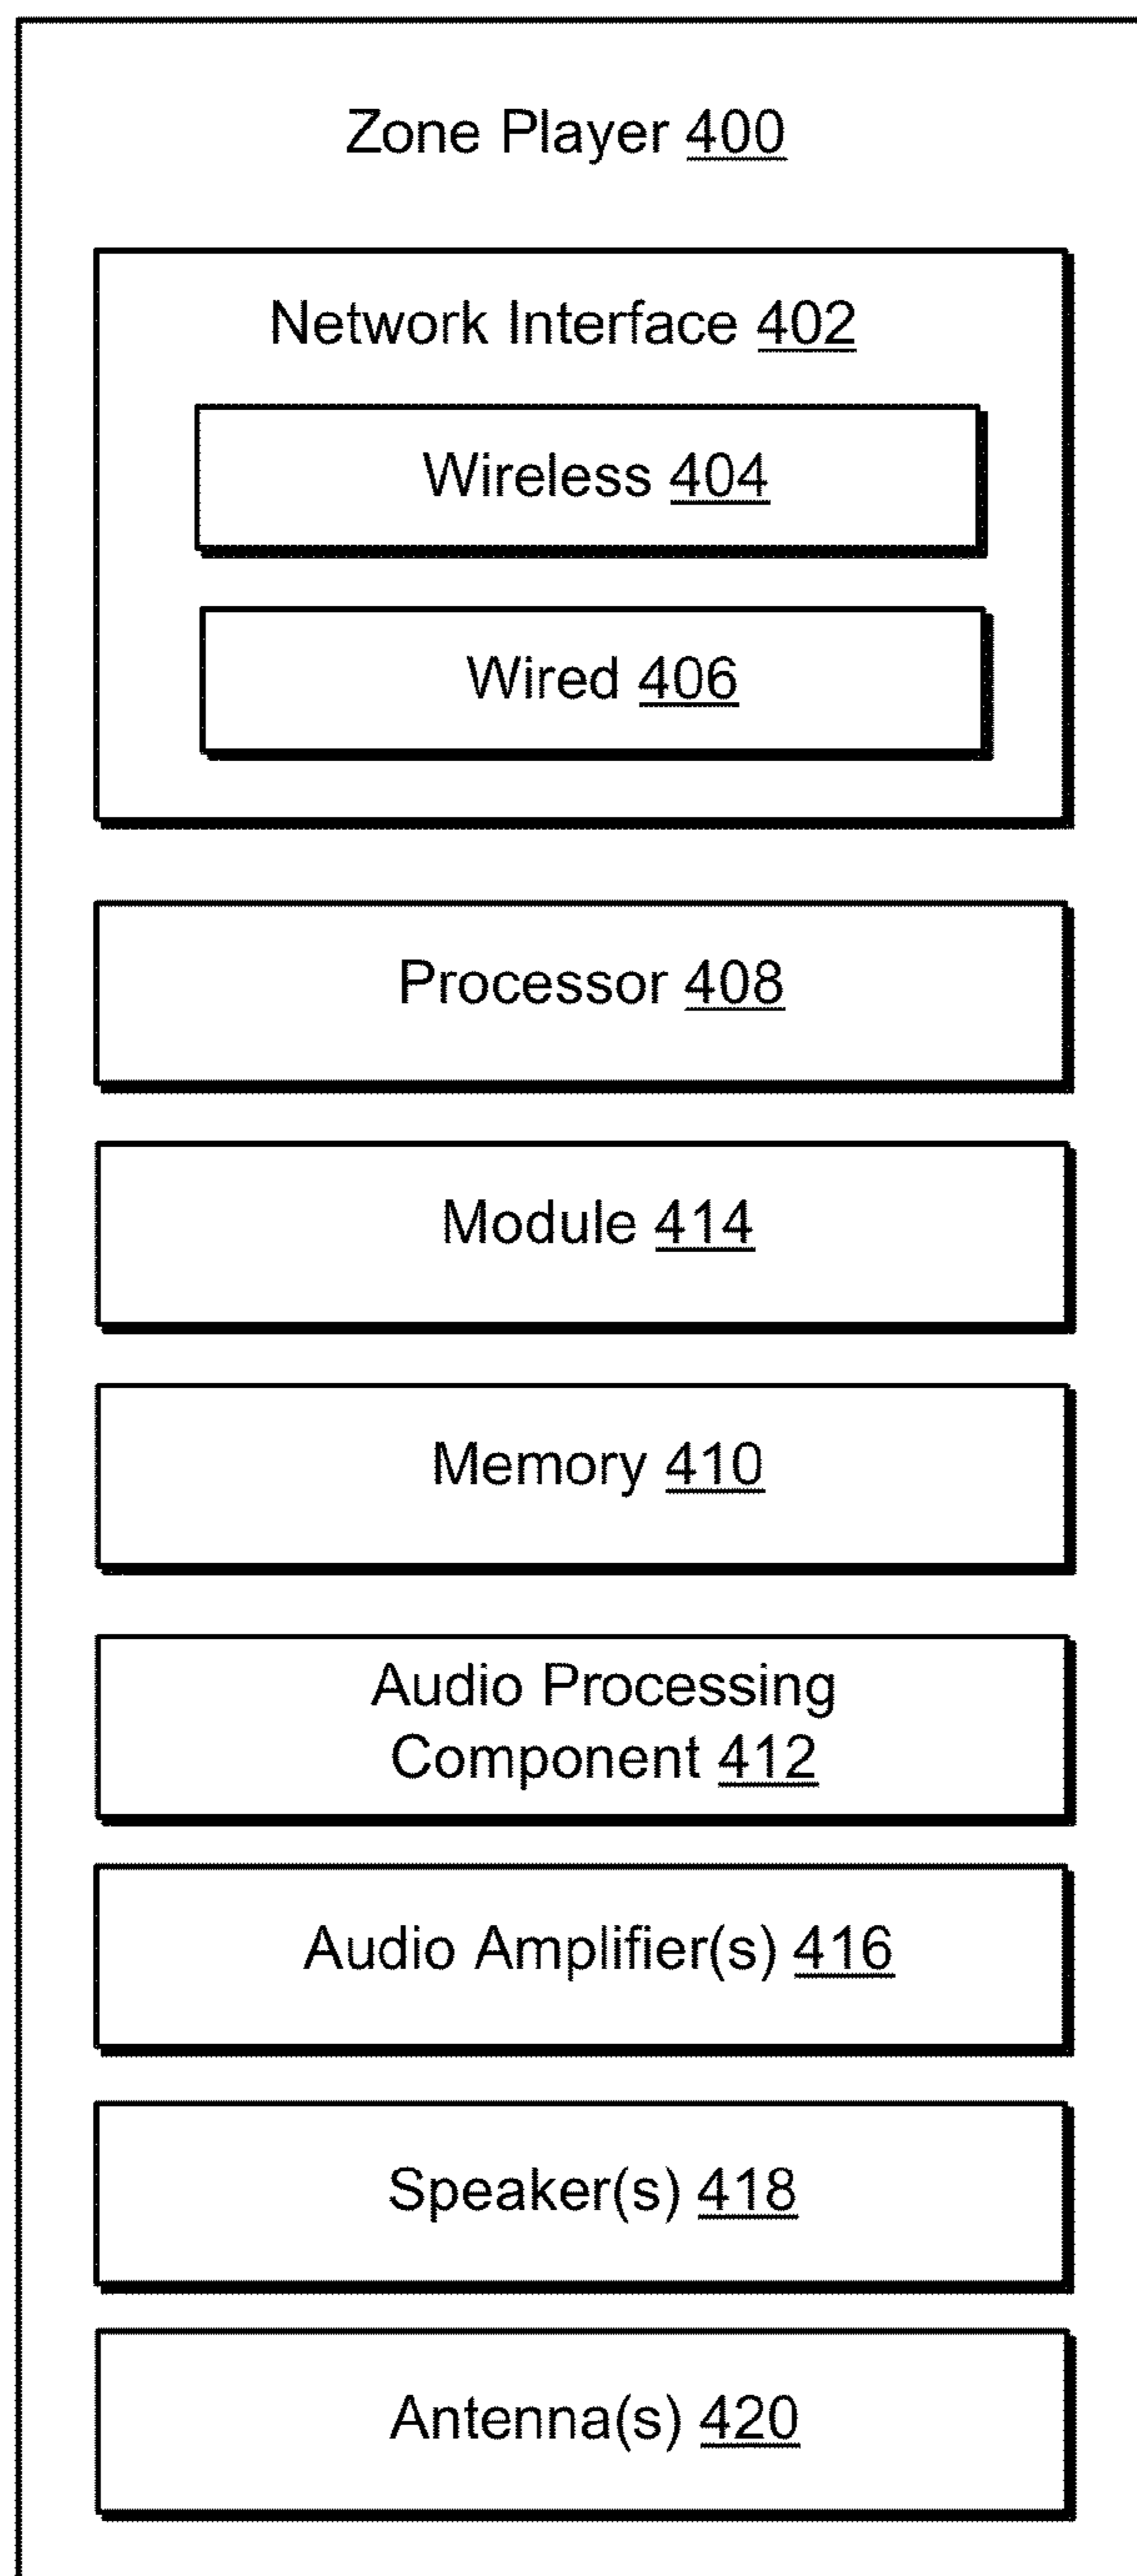 Zone Player 400
Network Interface 402
Wireless 404
Wired 406
Processor 408
Module 414
Memory 410
Audio Processing
Component 412
Audio Amplifier(s) 416
Speaker(s) 418
Antenna(s) 420